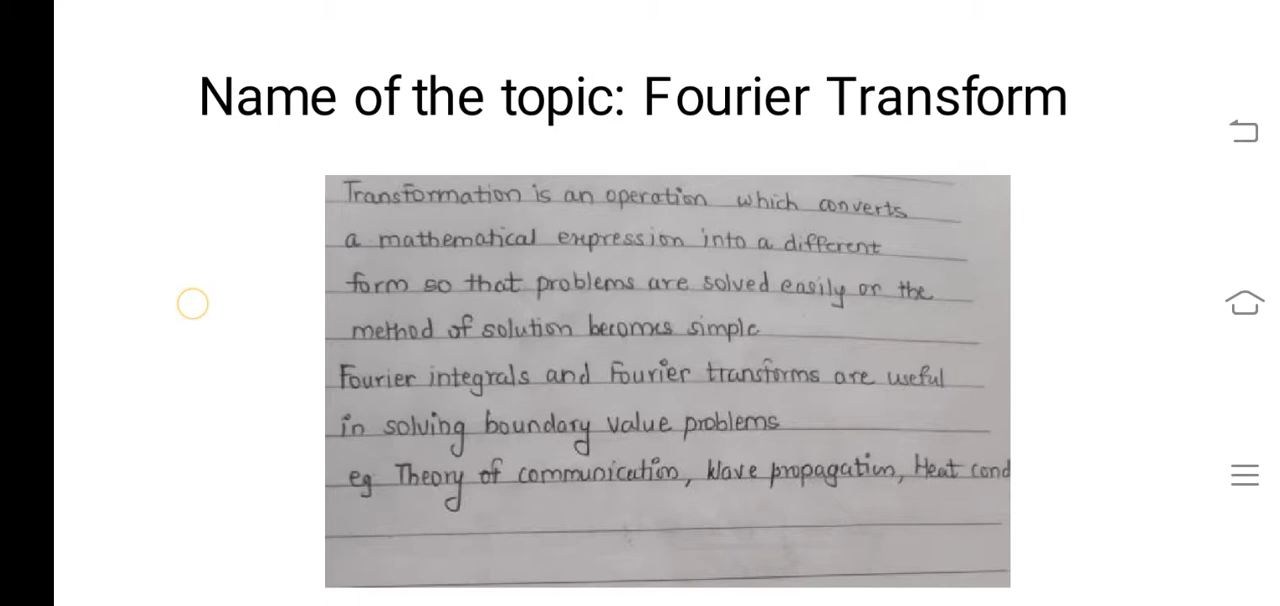 Name of the topic: Fourier Transform
Transformation is an operation which converts
a mathematical expression into a different
form so that problems are solved easily or the
method of solution becomes simple
Fourier integrals and Fourier transforms are useful
in solving boundary value problems
eg Theory of communication, Wave propagation, Heat cond